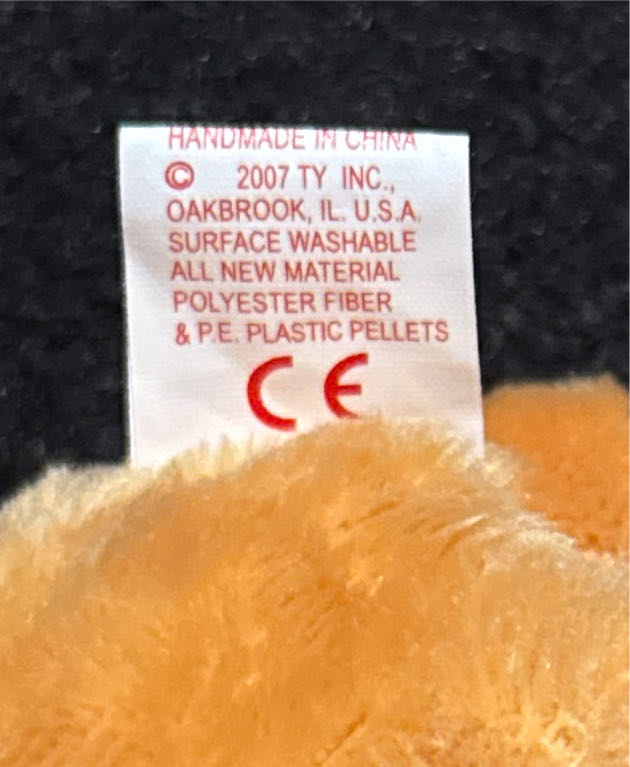 HANDMADE IN CHINA
© 2007 TY INC.,
OAKBROOK, IL. U.S.A.
SURFACE WASHABLE
ALL NEW MATERIAL
POLYESTER FIBER
& P.E. PLASTIC PELLETS
CE